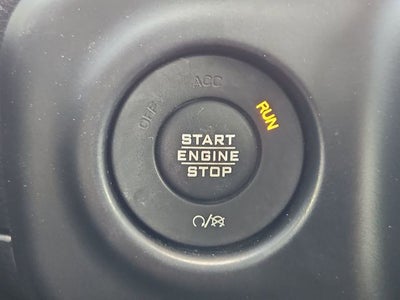 OFF
ACC
RUN
START
ENGINE
STOP